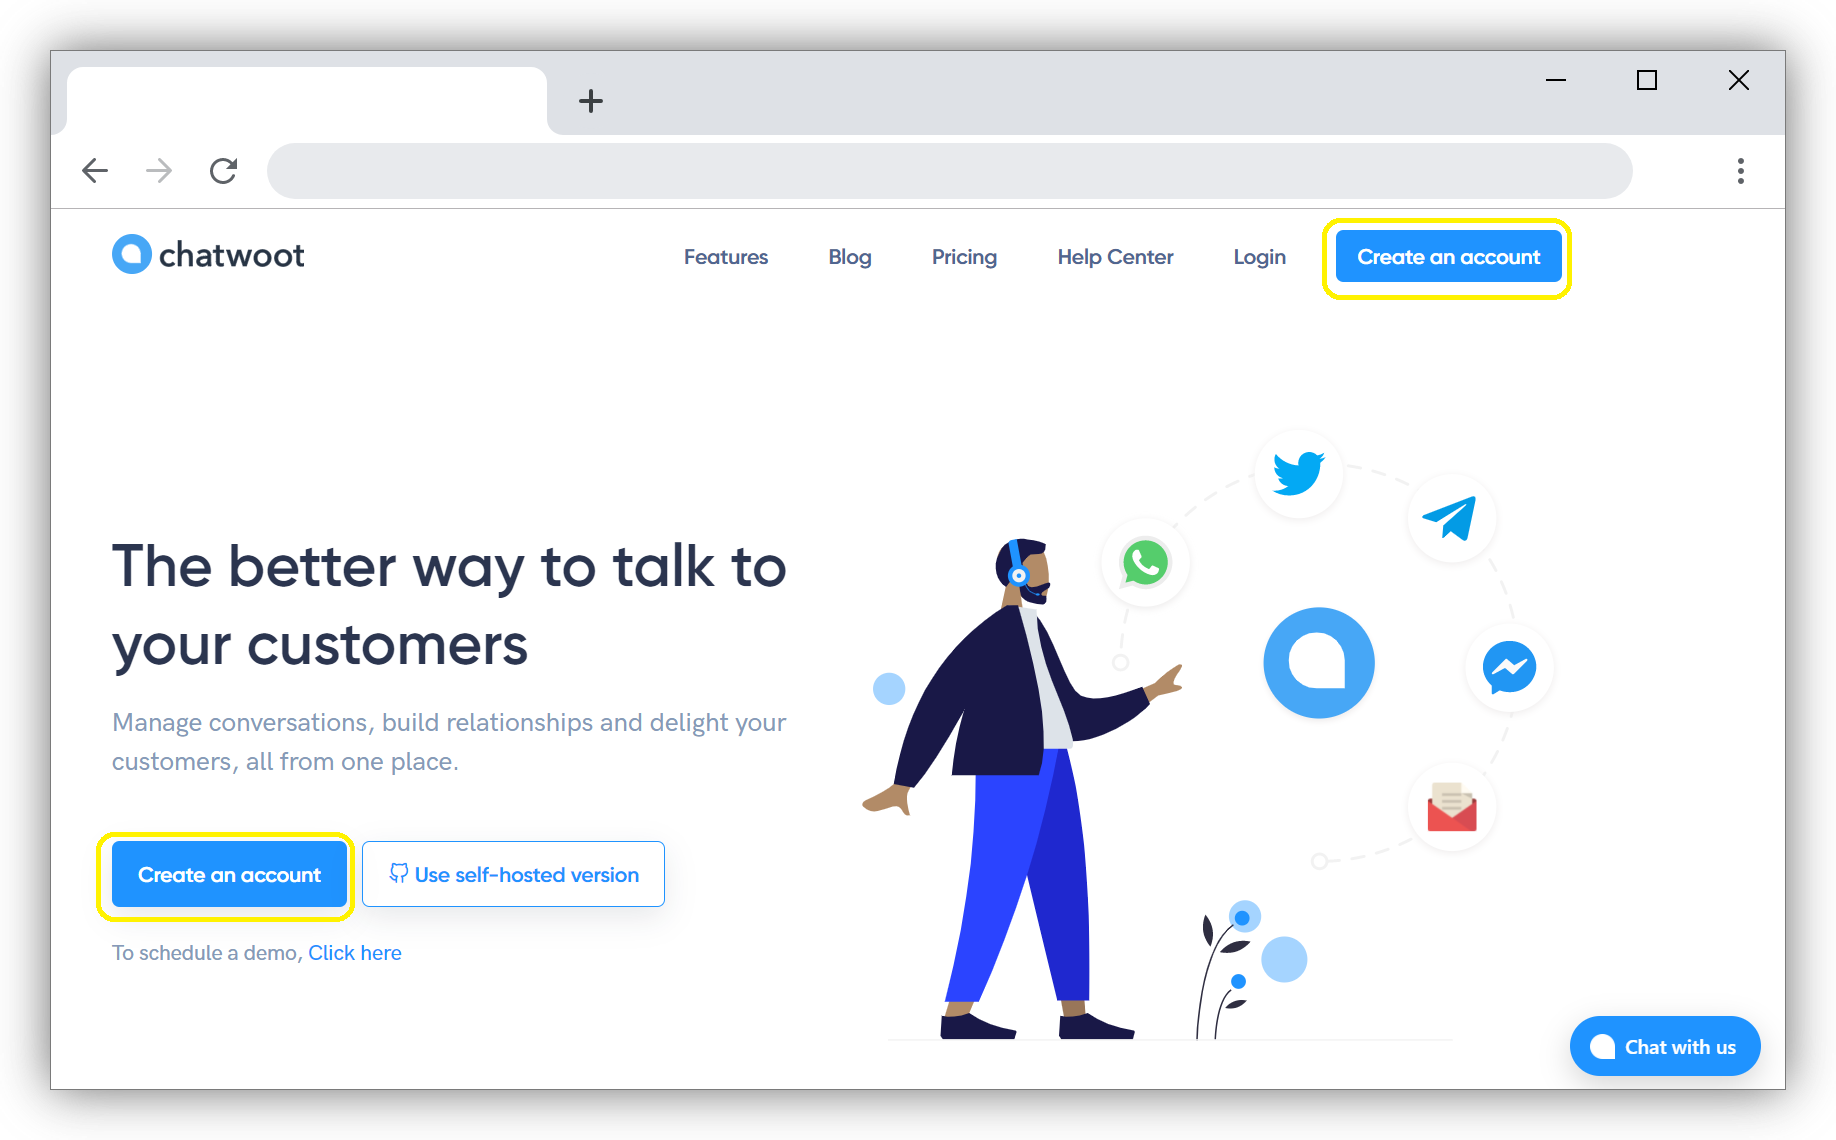 chatwoot
Features
Blog
Pricing
Help Center
Login
Create an account
The better way to talk to
your customers
Manage conversations, build relationships and delight your
customers, all from one place.
Create an account
Use self-hosted version
To schedule a demo, Click here
Chat with us